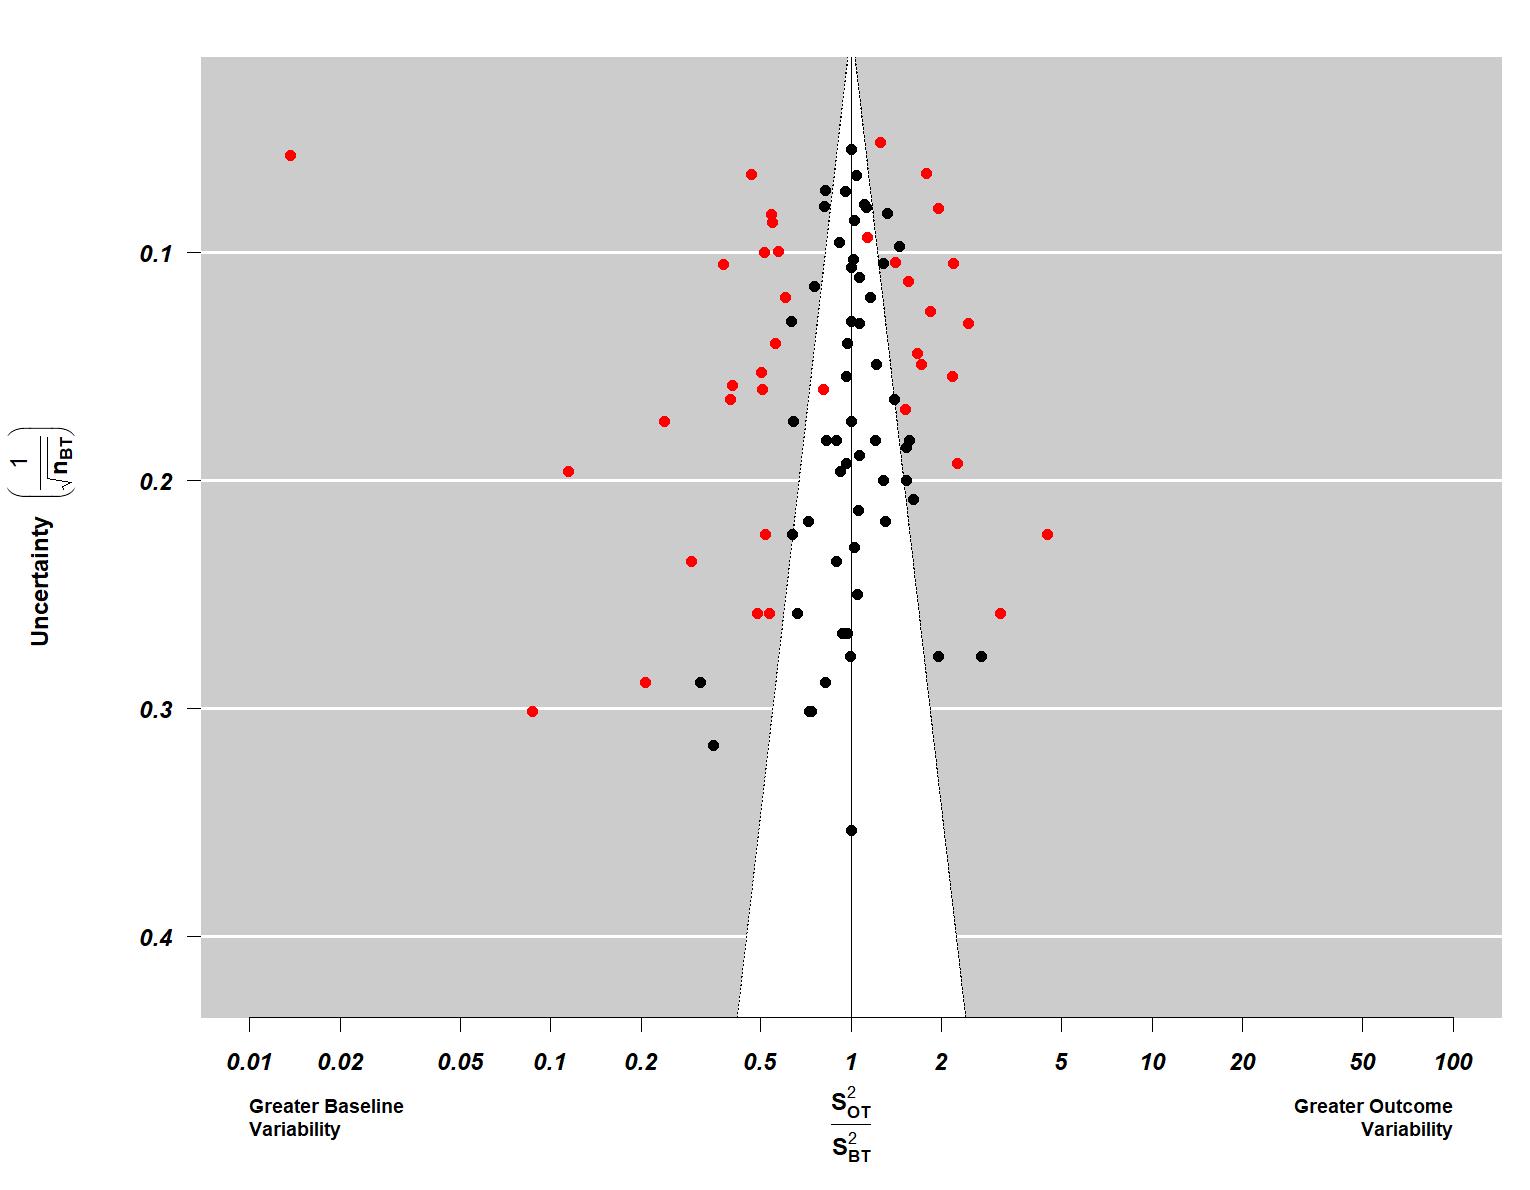 0.1
0.2
0.3
0.4
Uncertainty (1/√nBT)
0.01 0.02 0.05 0.1 0.2 0.5 1 2 5 10 20 50 100
Greater Baseline
Variability
S²OT
S²BT
Greater Outcome
Variability